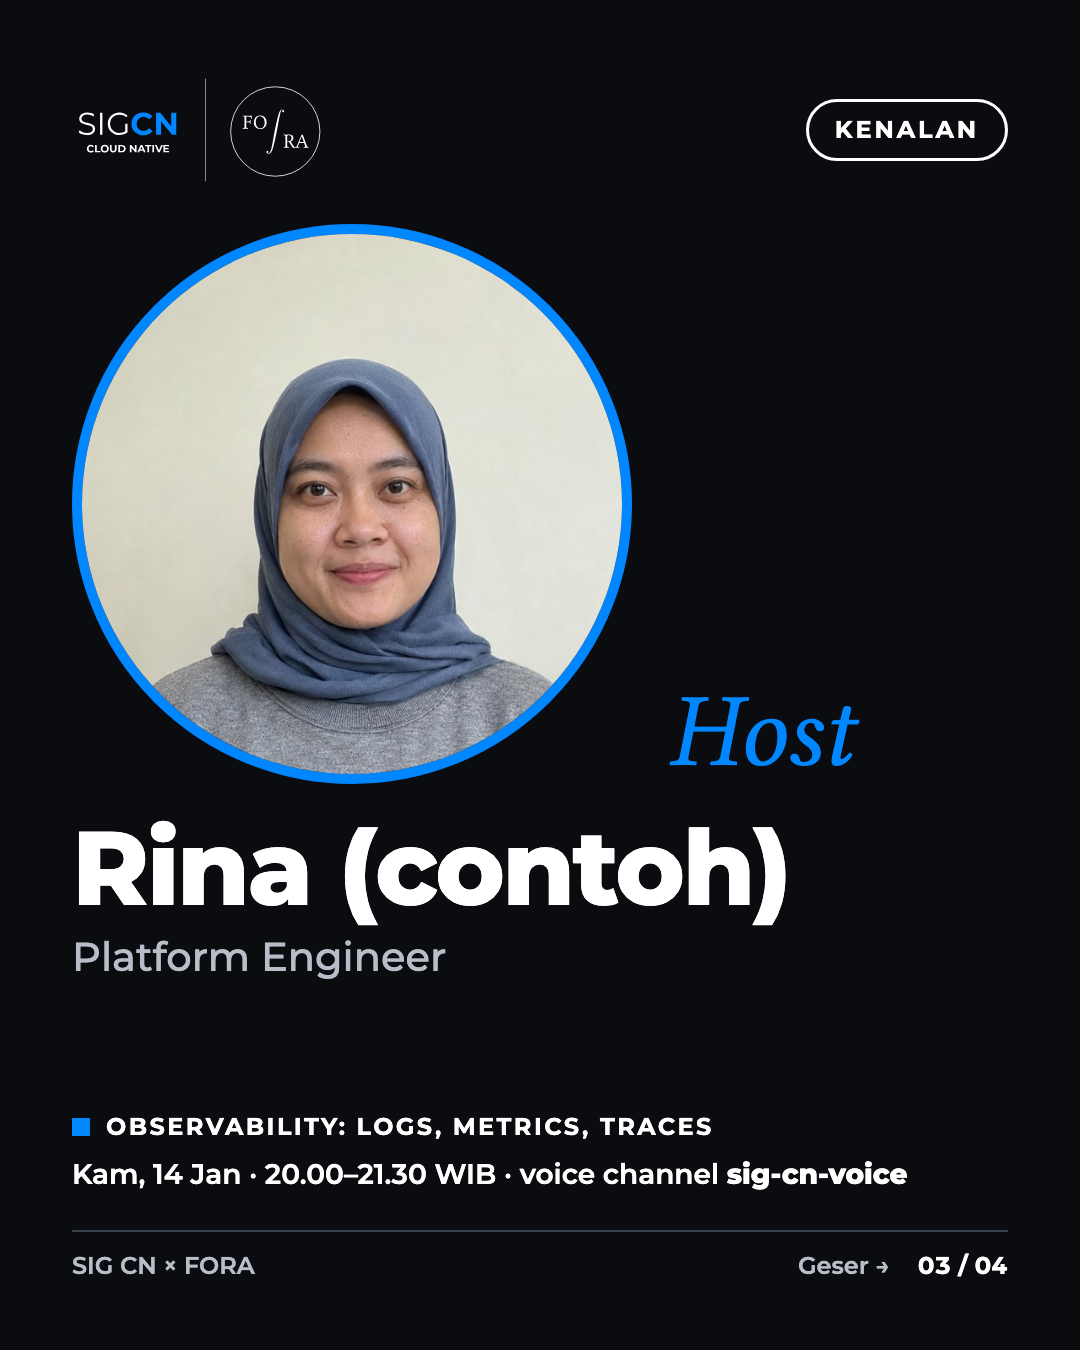 SIGCN
CLOUD NATIVE
FO
RA
KENALAN
Host
Rina (contoh)
Platform Engineer
OBSERVABILITY: LOGS, METRICS, TRACES
Kam, 14 Jan · 20.00–21.30 WIB · voice channel sig-cn-voice
SIG CN × FORA
Geser → 03 / 04